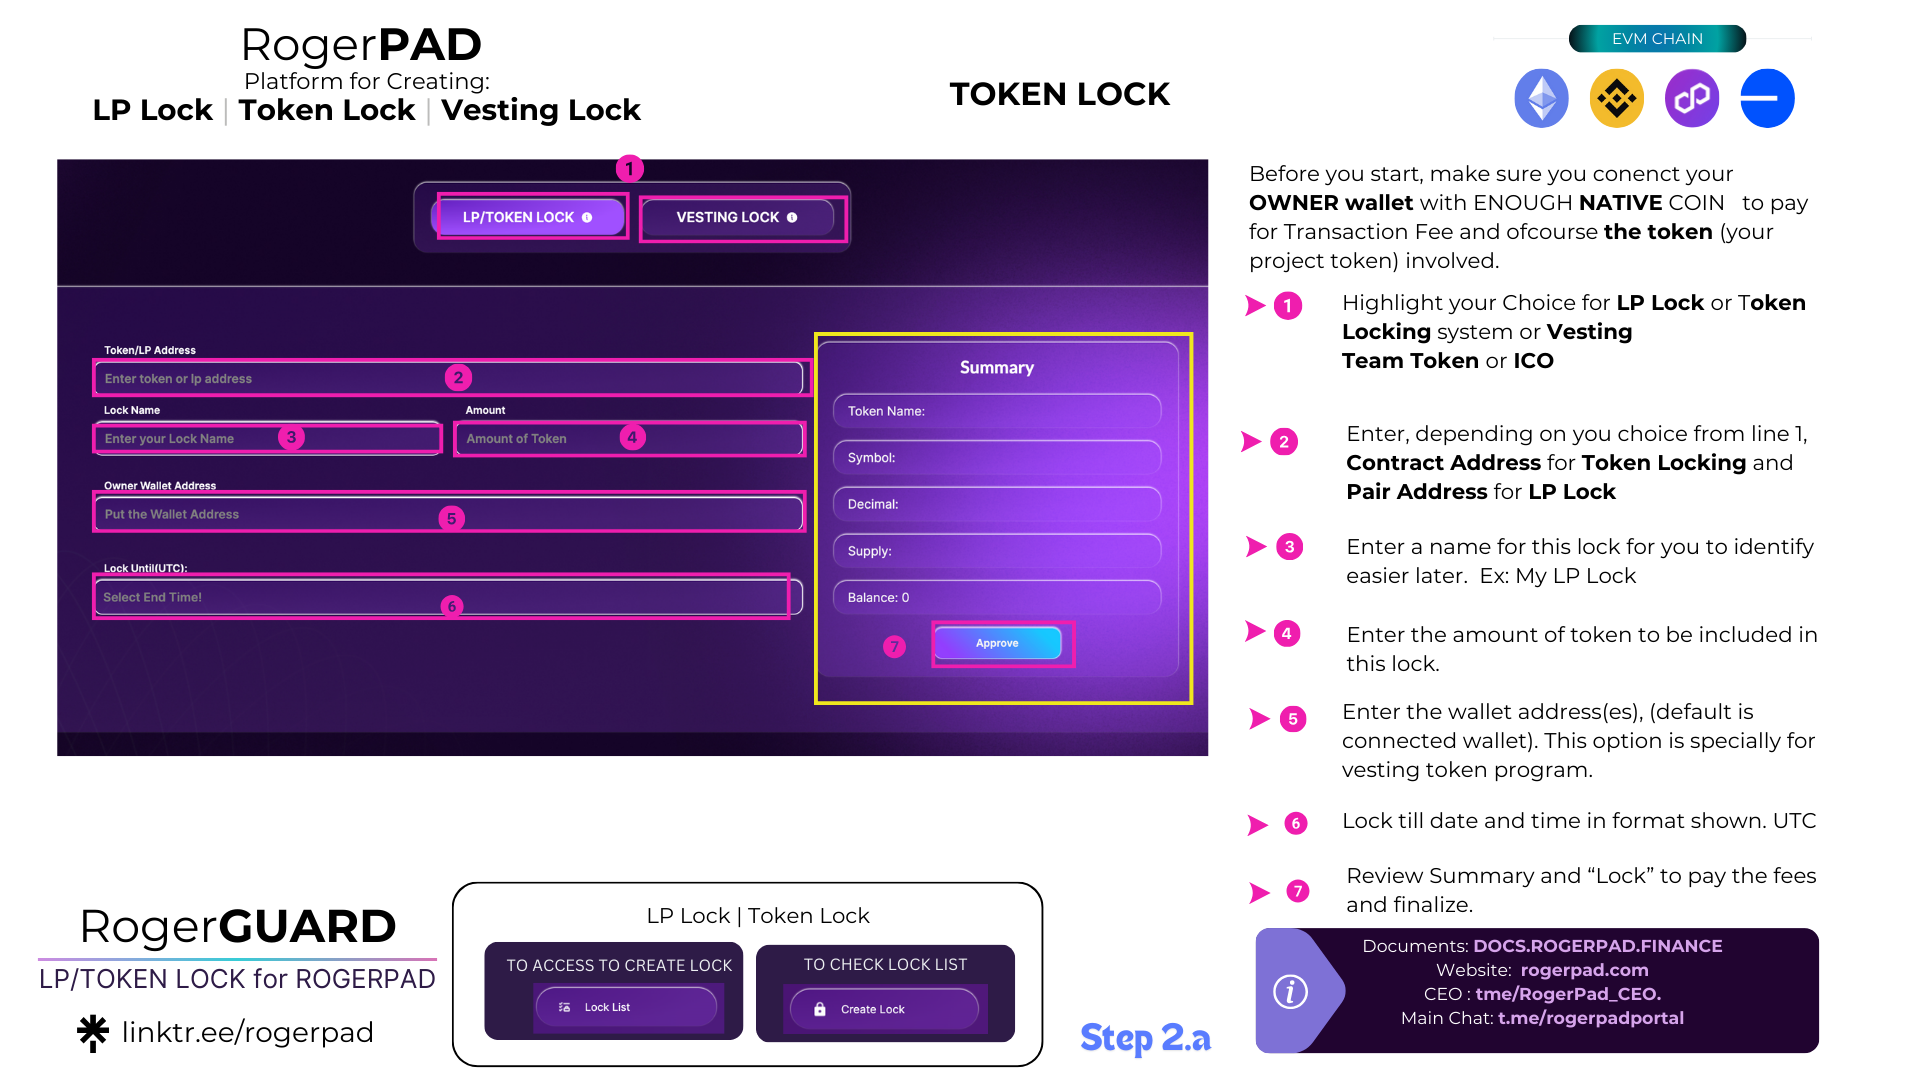 RogerPAD
Platform for Creating:
LP Lock | Token Lock | Vesting Lock
TOKEN LOCK
EVM CHAIN
1
LP/TOKEN LOCK
VESTING LOCK
Token/LP Address
Enter token or lp address
2
Lock Name
Amount
Enter your Lock Name
3
Amount of Token
4
Owner Wallet Address
Put the Wallet Address
5
Lock Until(UTC):
Select End Time!
6
Summary
Token Name:
Symbol:
Decimal:
Supply:
Balance: 0
7
Approve
Before you start, make sure you conenct your
OWNER wallet with ENOUGH NATIVE COIN to pay
for Transaction Fee and ofcourse the token (your
project token) involved.
1
Highlight your Choice for LP Lock or Token
Locking system or Vesting
Team Token or ICO
2
Enter, depending on you choice from line 1,
Contract Address for Token Locking and
Pair Address for LP Lock
3
Enter a name for this lock for you to identify
easier later. Ex: My LP Lock
4
Enter the amount of token to be included in
this lock.
5
Enter the wallet address(es), (default is
connected wallet). This option is specially for
vesting token program.
6
Lock till date and time in format shown. UTC
7
Review Summary and “Lock” to pay the fees
and finalize.
RogerGUARD
LP/TOKEN LOCK for ROGERPAD
linktr.ee/rogerpad
LP Lock | Token Lock
TO ACCESS TO CREATE LOCK
Lock List
TO CHECK LOCK LIST
Create Lock
Step 2.a
Documents: DOCS.ROGERPAD.FINANCE
Website: rogerpad.com
CEO : tme/RogerPad_CEO.
Main Chat: t.me/rogerpadportal